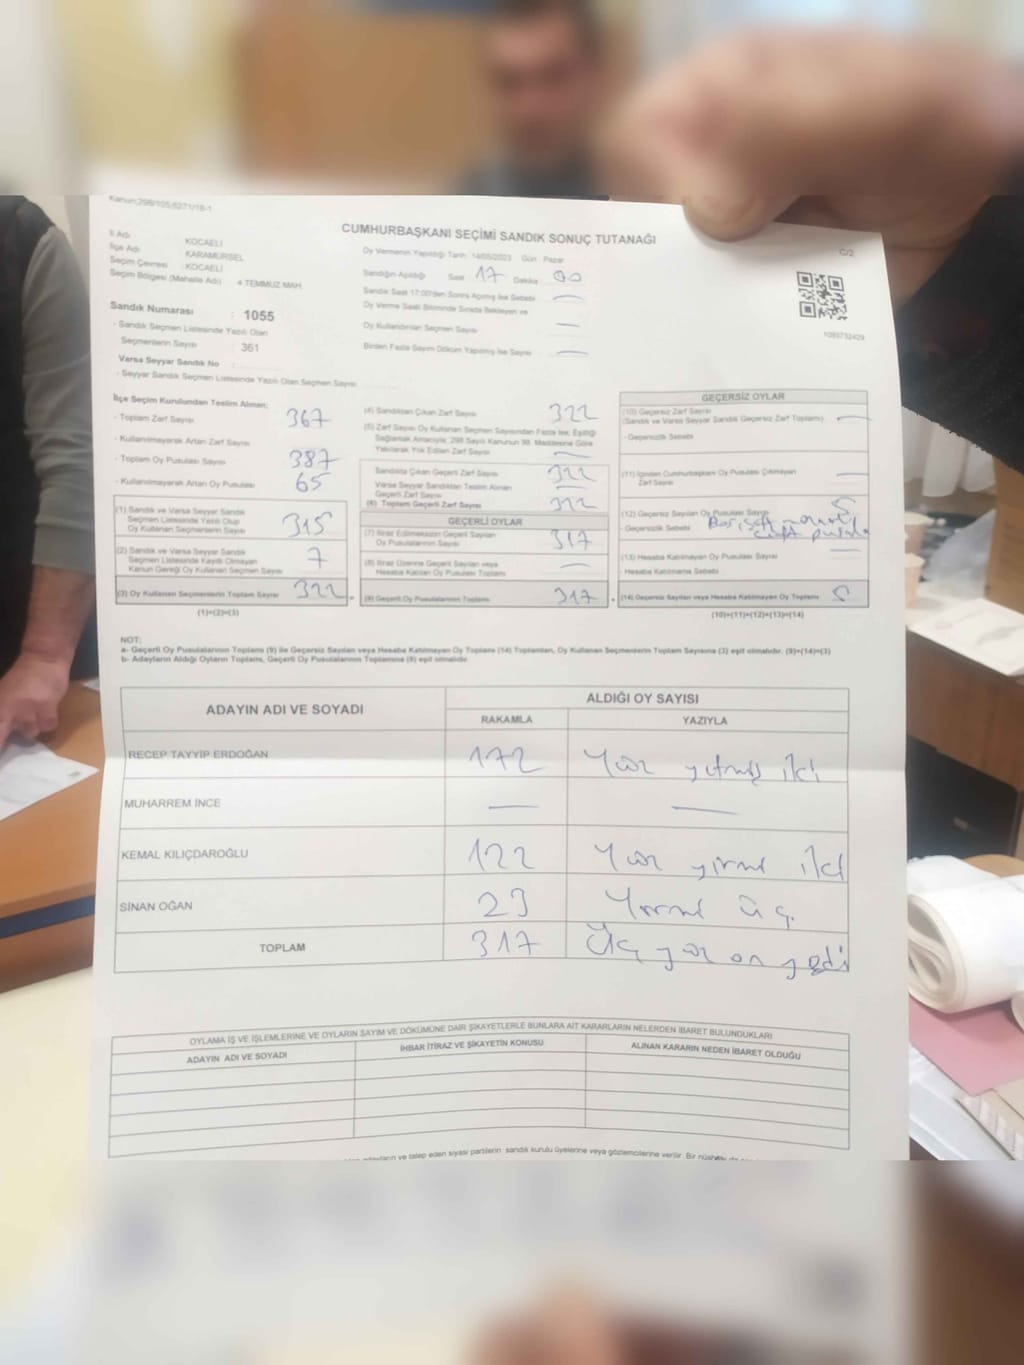 Kanun:298/105;6271/18-1
CUMHURBAŞKANI SEÇİMİ SANDIK SONUÇ TUTANAĞI
C/2
İl Adı : KOCAELİ
İlçe Adı : KARAMÜRSEL
Seçim Çevresi : KOCAELİ
Seçim Bölgesi (Mahalle Adı) : 4 TEMMUZ MAH.
Oy Vermenin Yapıldığı Tarih: 14/05/2023 Gün : Pazar
Sandığın Açıldığı Saat 17 Dakika 00
Sandık Saat 17:00'den Sonra Açılmış İse Sebebi —
Oy Verme Saati Bitiminde Sırada Bekleyen ve
Oy Kullandırılan Seçmen Sayısı —
Birden Fazla Sayım Döküm Yapılmış İse Sayısı —
1093732429
Sandık Numarası : 1055
- Sandık Seçmen Listesinde Yazılı Olan
Seçmenlerin Sayısı : 361
Varsa Seyyar Sandık No :
- Seyyar Sandık Seçmen Listesinde Yazılı Olan Seçmen Sayısı:
İlçe Seçim Kurulundan Teslim Alınan;
- Toplam Zarf Sayısı 367
- Kullanılmayarak Artan Zarf Sayısı
- Toplam Oy Pusulası Sayısı 387
- Kullanılmayarak Artan Oy Pusulası 65
(1) Sandık ve Varsa Seyyar Sandık
Seçmen Listesinde Yazılı Olup
Oy Kullanan Seçmen Sayısı 315
(2) Sandık ve Varsa Seyyar Sandık
Seçmen Listesinde Kayıtlı Olmayan
Kanun Gereği Oy Kullanan Seçmen Sayısı 7
(3) Oy Kullanan Seçmenlerin Toplam Sayısı 322
(1)+(2)=(3)
(4) Sandıktan Çıkan Zarf Sayısı 322
(5) Zarf Sayısı Oy Kullanan Seçmen Sayısından Fazla İse, Eşitliği
Sağlamak Amacıyla, 298 Sayılı Kanunun 98. Maddesine Göre
Yakılarak Yok Edilen Zarf Sayısı —
Sandıkta Çıkan Geçerli Zarf Sayısı 322
Varsa Seyyar Sandıktan Teslim Alınan
Geçerli Zarf Sayısı —
(6) Toplam Geçerli Zarf Sayısı 322
GEÇERLİ OYLAR
(7) İtiraz Edilmeksizin Geçerli Sayılan
Oy Pusulalarının Sayısı 317
(8) İtiraz Üzerine Geçerli Sayılan veya
Hesaba Katılan Oy Pusulası Toplamı —
(9) Geçerli Oy Pusulalarının Toplamı 317
GEÇERSİZ OYLAR
(10) Geçersiz Zarf Sayısı
(Sandık ve Varsa Seyyar Sandık Geçersiz Zarf Toplamı) —
- Geçersizlik Sebebi
(11) İçinden Cumhurbaşkanı Oy Pusulası Çıkmayan
Zarf Sayısı —
(12) Geçersiz Sayılan Oy Pusulası Sayısı 5
- Geçersizlik Sebebi
(13) Hesaba Katılmayan Oy Pusulası Sayısı —
- Hesaba Katılmama Sebebi
(14) Geçersiz Sayılan veya Hesaba Katılmayan Oy Toplamı 5
(10)+(11)+(12)+(13)=(14)
NOT:
a- Geçerli Oy Pusulalarının Toplamı (9) ile Geçersiz Sayılan veya Hesaba Katılmayan Oy Toplamı (14) Toplamları, Oy Kullanan Seçmenlerin Toplam Sayısına (3) eşit olmalıdır. (9)+(14)=(3)
b- Adayların Aldığı Oyların Toplamı, Geçerli Oy Pusulalarının Toplamına (9) eşit olmalıdır.
ADAYIN ADI VE SOYADI ALDIĞI OY SAYISI
RAKAMLA YAZIYLA
RECEP TAYYİP ERDOĞAN 172 Yüz yetmiş iki
MUHARREM İNCE — —
KEMAL KILIÇDAROĞLU 122 Yüz yirmi iki
SİNAN OĞAN 23 Yirmi üç
TOPLAM 317 Üç yüz on yedi
OYLAMA İŞ VE İŞLEMLERİNE VE OYLARIN SAYIM VE DÖKÜMÜNE DAİR ŞİKAYETLERLE BUNLARA AİT KARARLARIN NELERDEN İBARET BULUNDUKLARI
ADAYIN ADI VE SOYADI İHBAR İTİRAZ VE ŞİKAYETİN KONUSU ALINAN KARARIN NEDEN İBARET OLDUĞU
adayların ve talep eden siyasi partilerin sandık kurulu üyelerine veya gözlemcilerine verilir. Bir